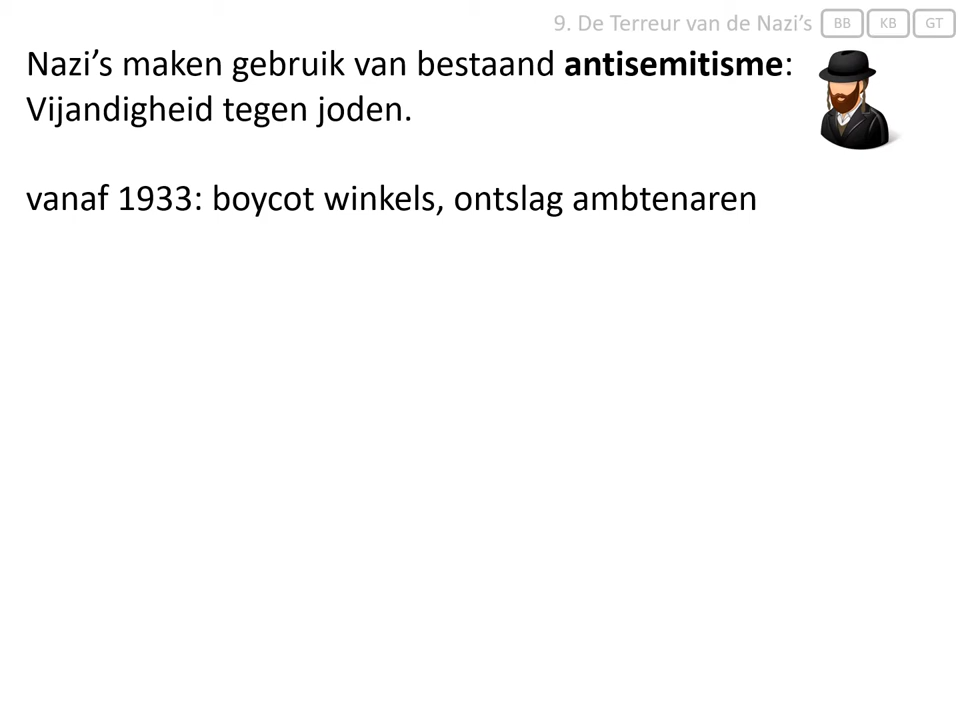 9. De Terreur van de Nazi’s BB KB GT
Nazi’s maken gebruik van bestaand antisemitisme:
Vijandigheid tegen joden.
vanaf 1933: boycot winkels, ontslag ambtenaren